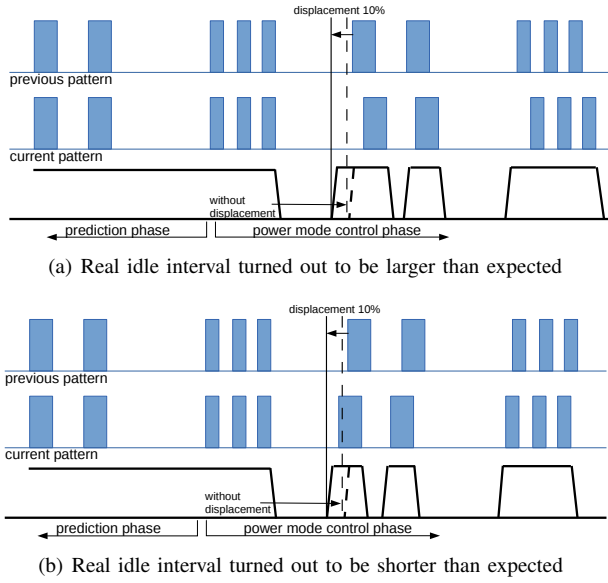 displacement 10%
previous pattern
current pattern
without
displacement
prediction phase
power mode control phase
(a) Real idle interval turned out to be larger than expected
displacement 10%
previous pattern
current pattern
without
displacement
prediction phase
power mode control phase
(b) Real idle interval turned out to be shorter than expected